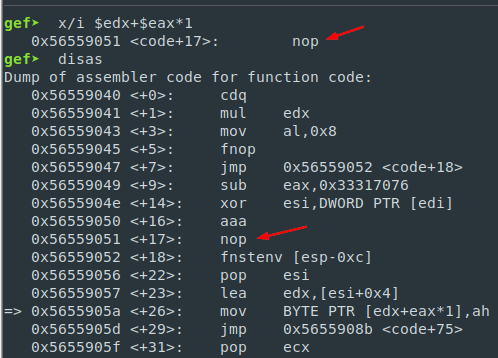 gef➤  x/i $edx+$eax*1
   0x56559051 <code+17>:        nop
gef➤  disas
Dump of assembler code for function code:
   0x56559040 <+0>:     cdq
   0x56559041 <+1>:     mul    edx
   0x56559043 <+3>:     mov    al,0x8
   0x56559045 <+5>:     fnop
   0x56559047 <+7>:     jmp    0x56559052 <code+18>
   0x56559049 <+9>:     sub    eax,0x33317076
   0x5655904e <+14>:    xor    esi,DWORD PTR [edi]
   0x56559050 <+16>:    aaa
   0x56559051 <+17>:    nop
   0x56559052 <+18>:    fnstenv [esp-0xc]
   0x56559056 <+22>:    pop    esi
   0x56559057 <+23>:    lea    edx,[esi+0x4]
=> 0x5655905a <+26>:    mov    BYTE PTR [edx+eax*1],ah
   0x5655905d <+29>:    jmp    0x5655908b <code+75>
   0x5655905f <+31>:    pop    ecx